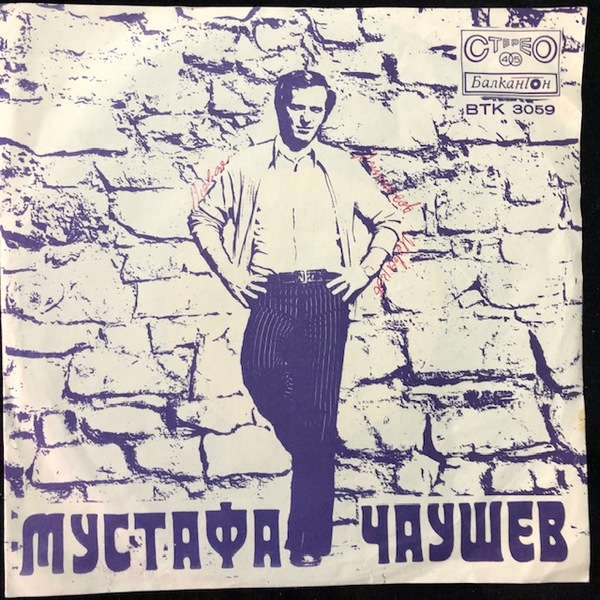 СТЕРЕО
45
Балкантон
ВТК 3059
МУСТАФА ЧАУШЕВ